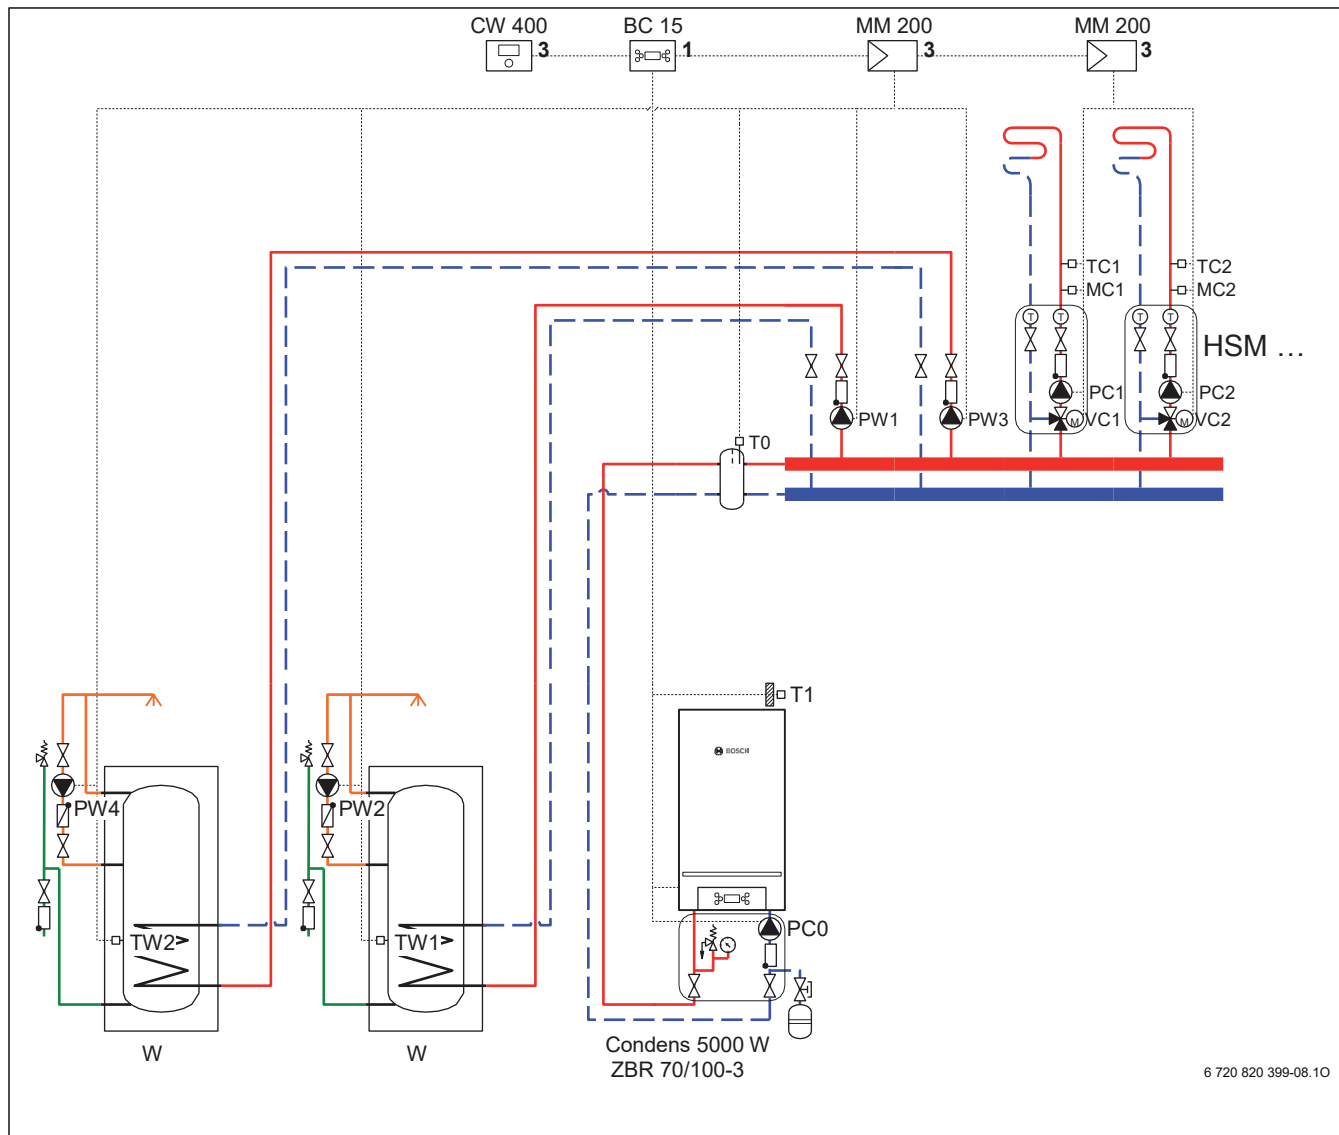 CW 400
BC 15
MM 200
MM 200
3
1
3
3
TC1
TC2
MC1
MC2
T
T
T
T
HSM ...
PC1
PC2
PW1
PW3
M
VC1
M
VC2
T0
T1
BOSCH
PW4
PW2
PC0
TW2
TW1
W
W
Condens 5000 W
ZBR 70/100-3
6 720 820 399-08.1O